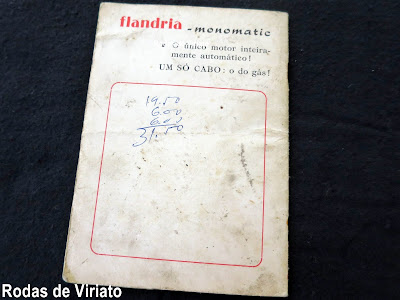 flandria - monomatic
O único motor inteira-
mente automático!
UM SÓ CABO: o do gás!
19.50
6.00
6.00
31.50
Rodas de Viriato